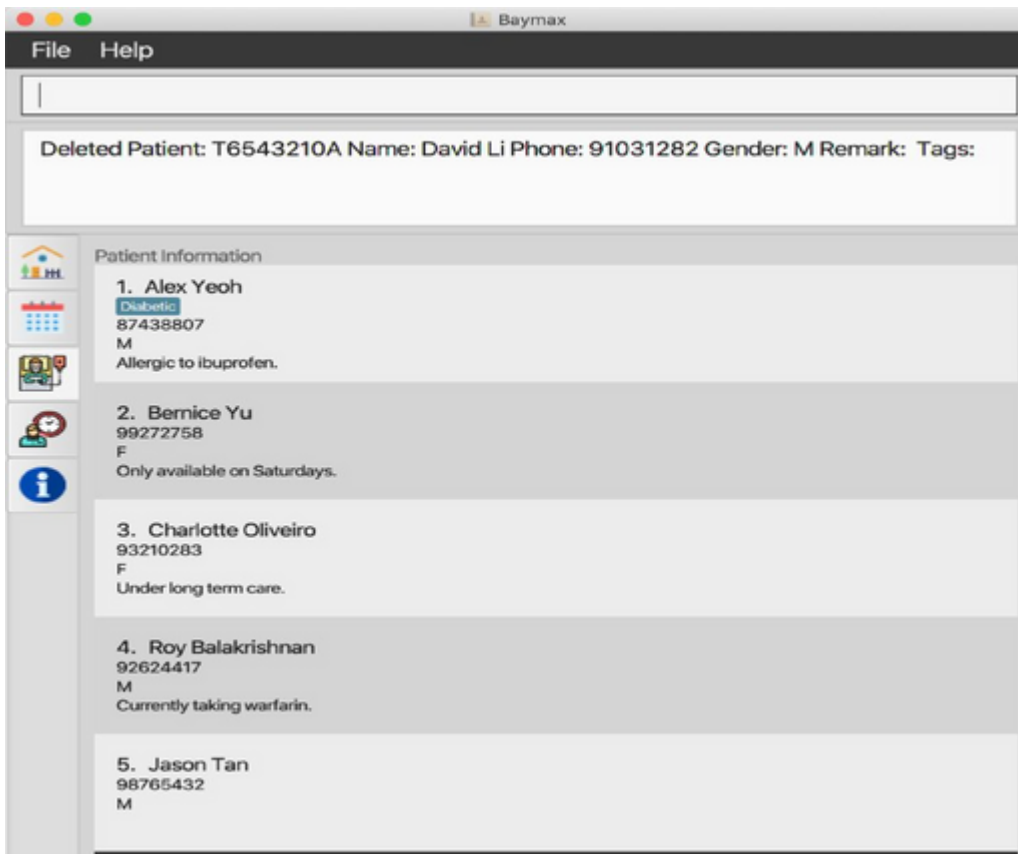 Baymax
File Help
Deleted Patient: T6543210A Name: David Li Phone: 91031282 Gender: M Remark: Tags:
Patient Information
1. Alex Yeoh
Diabetic
87438807
M
Allergic to ibuprofen.
2. Bernice Yu
99272758
F
Only available on Saturdays.
3. Charlotte Oliveiro
93210283
F
Under long term care.
4. Roy Balakrishnan
92624417
M
Currently taking warfarin.
5. Jason Tan
98765432
M